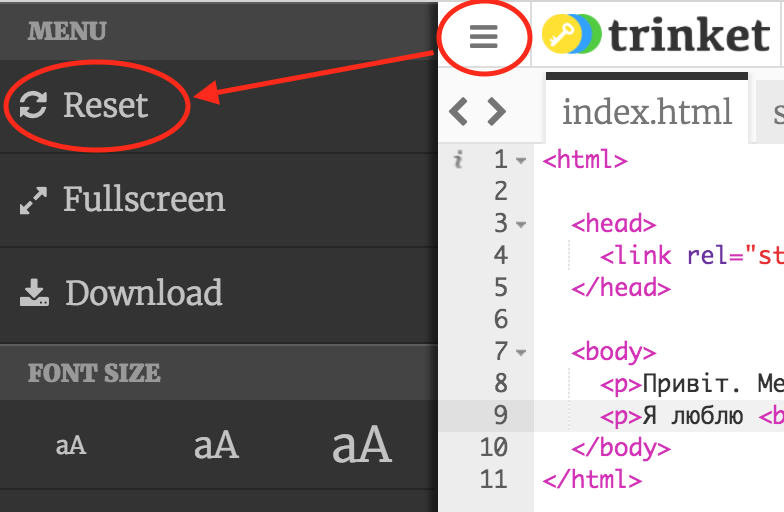 MENU
Reset
Fullscreen
Download
FONT SIZE
aA aA aA
trinket
index.html s
i 1 <html>
2
3 <head>
4 <link rel="st
5 </head>
6
7 <body>
8 <p>Привіт. Ме
9 <p>Я люблю <b
10 </body>
11 </html>